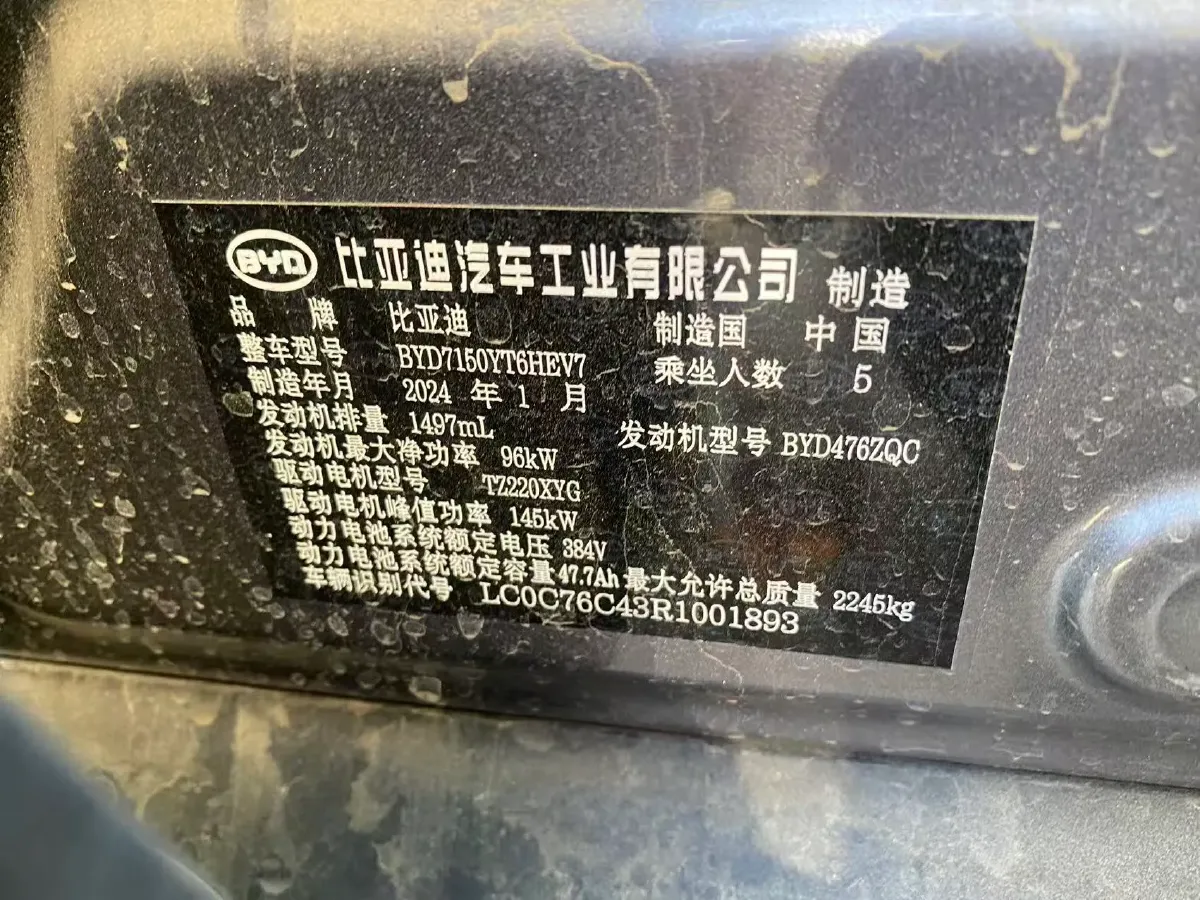 BYD 比亚迪汽车工业有限公司 制造
品 牌 比亚迪 制造国 中国
整车型号 BYD7150YT6HEV7 乘坐人数 5
制造年月 2024 年 1 月
发动机排量 1497mL 发动机型号 BYD476ZQC
发动机最大净功率 96kW
驱动电机型号 TZ220XYG
驱动电机峰值功率 145kW
动力电池系统额定电压 384V
动力电池系统额定容量 47.7Ah 最大允许总质量 2245kg
车辆识别代号 LC0C76C43R1001893